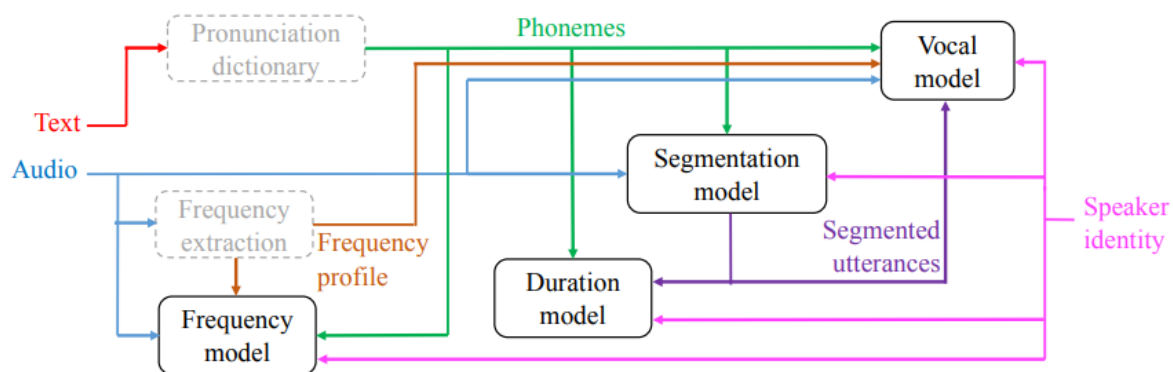 Pronunciation
dictionary
Phonemes
Vocal
model
Text
Audio
Segmentation
model
Frequency
extraction
Frequency
profile
Segmented
utterances
Speaker
identity
Duration
model
Frequency
model